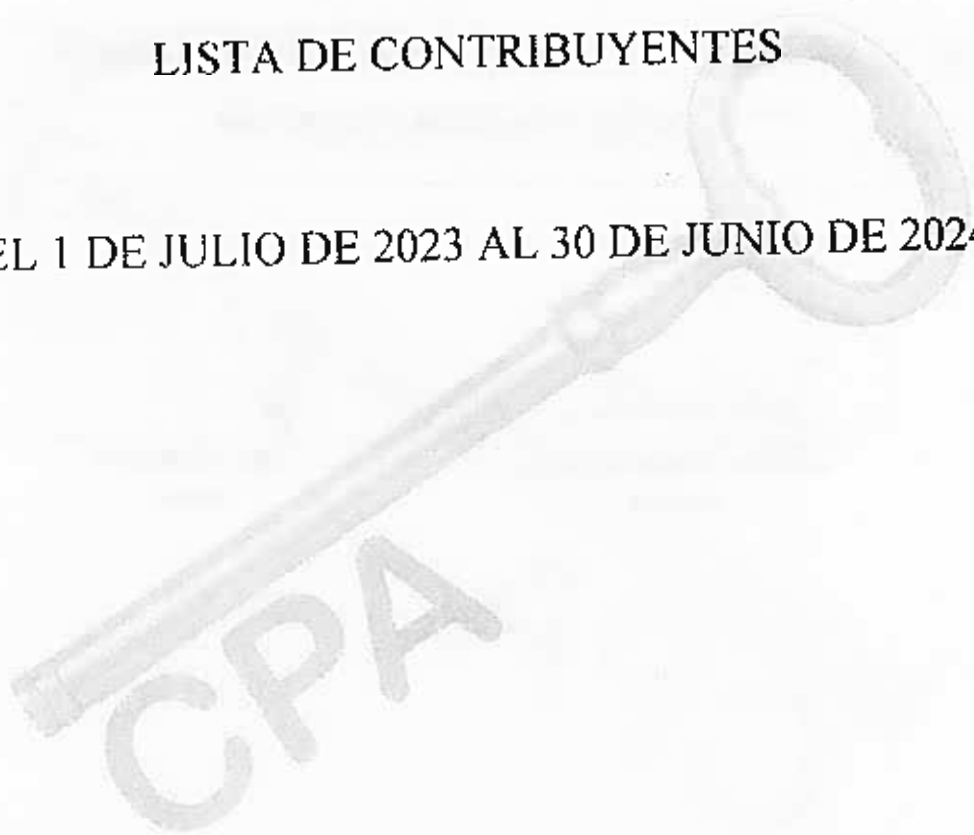 LISTA DE CONTRIBUYENTES
EL 1 DE JULIO DE 2023 AL 30 DE JUNIO DE 2024
CPA